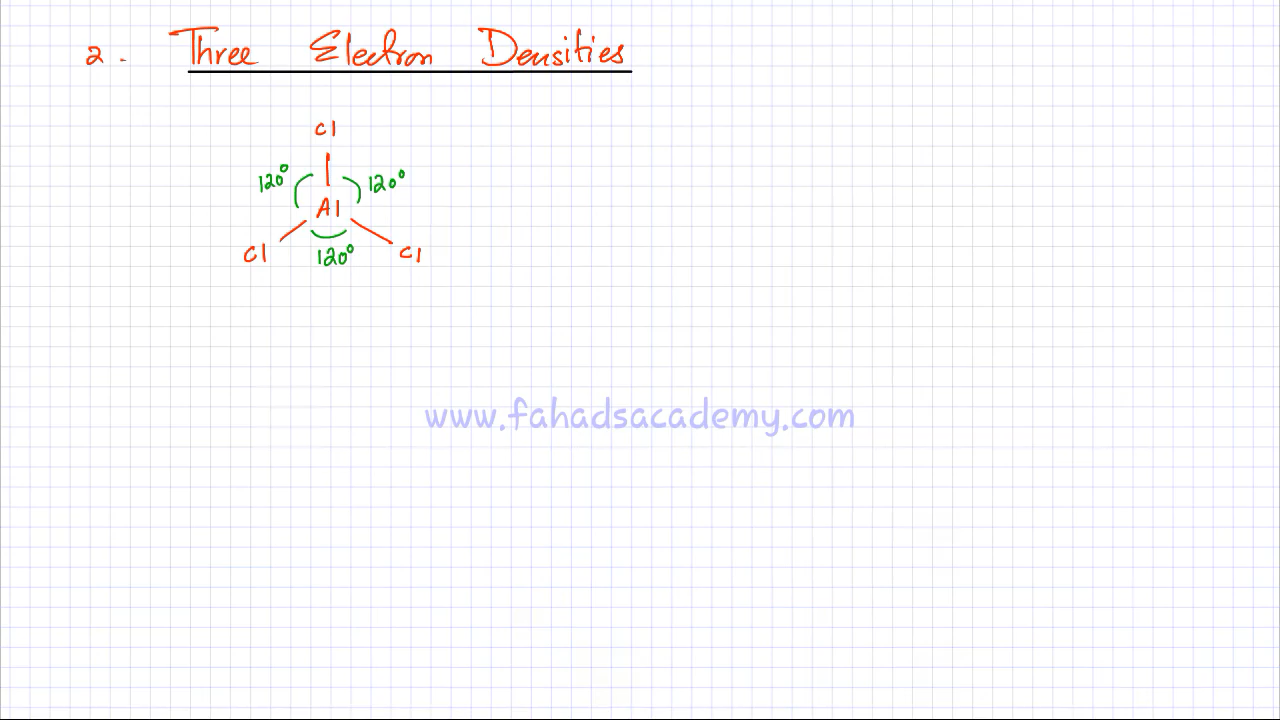 2. Three Electron Densities
Cl
120° 120°
Al
Cl 120° Cl
www.fahadsacademy.com